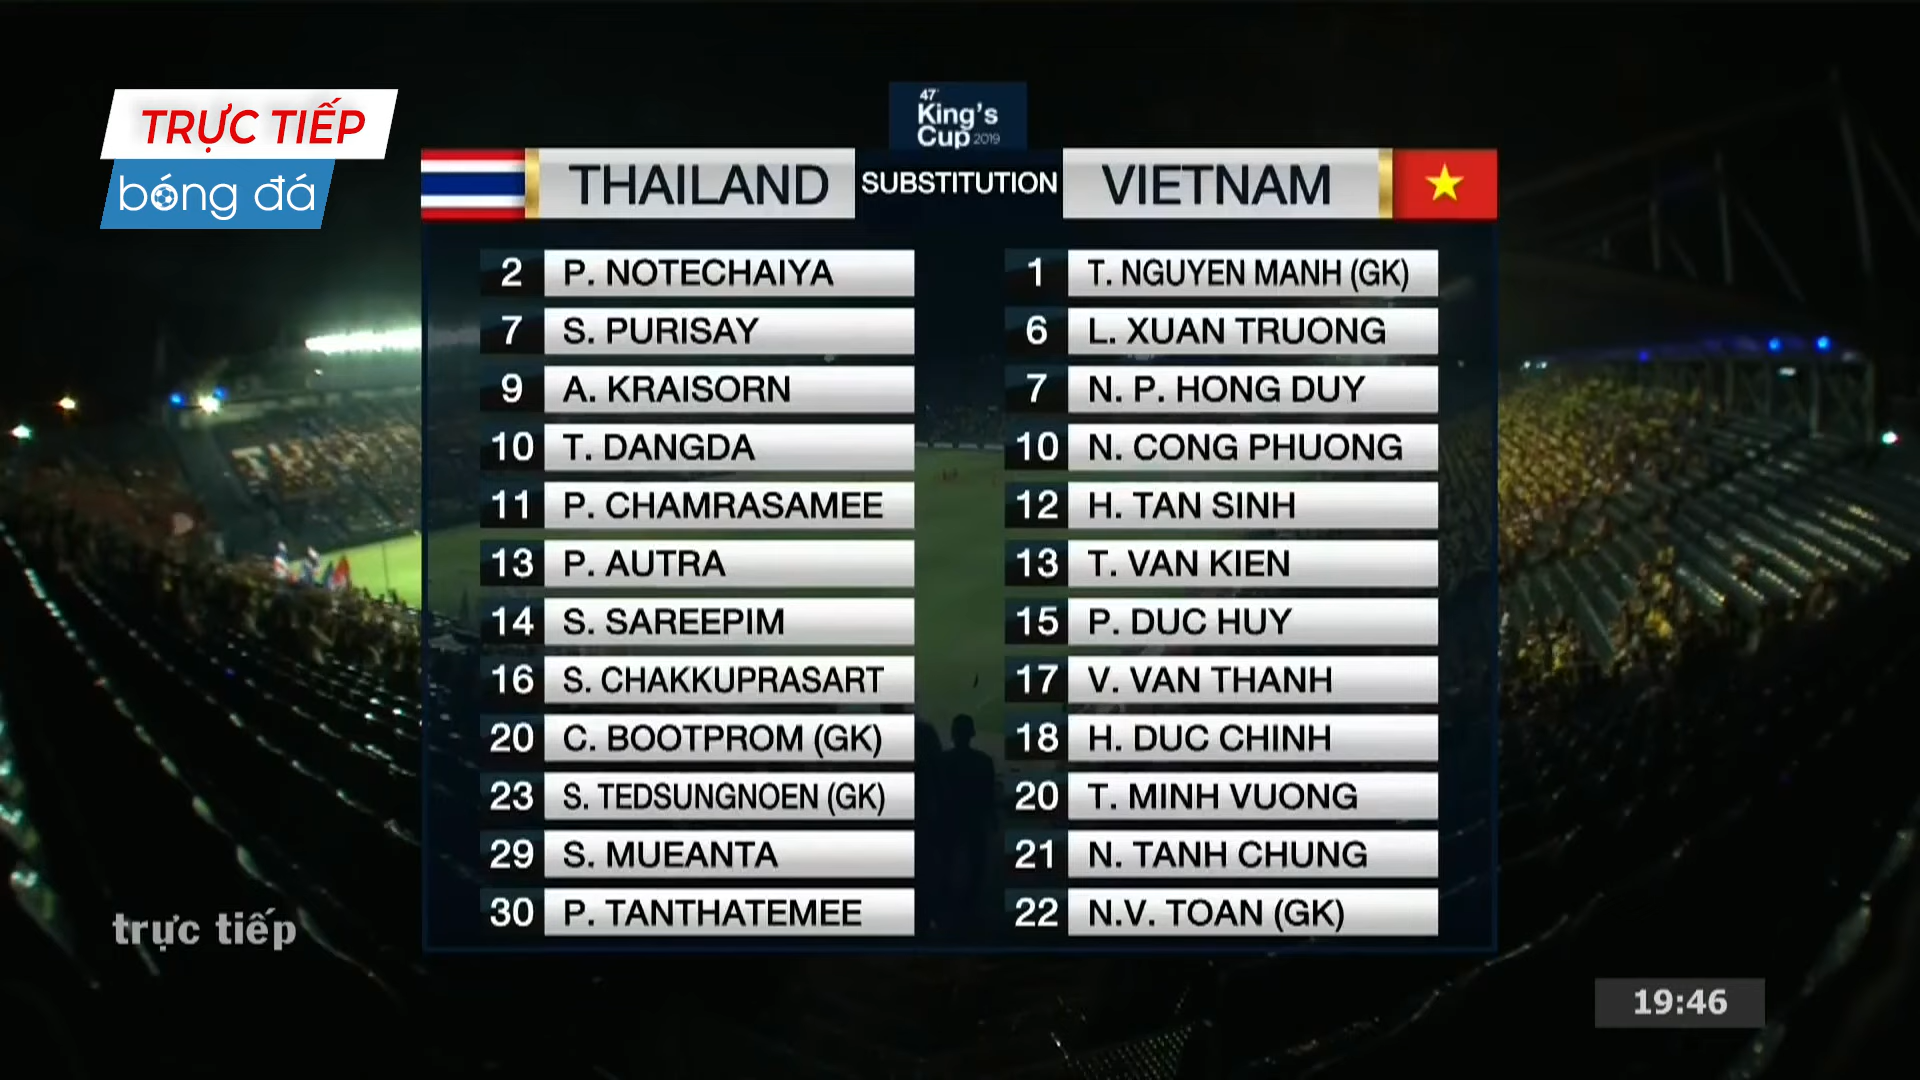 TRỰC TIẾP
bóng đá
47
King's
Cup 2019
THAILAND SUBSTITUTION VIETNAM
2 P. NOTECHAIYA
7 S. PURISAY
9 A. KRAISORN
10 T. DANGDA
11 P. CHAMRASAMEE
13 P. AUTRA
14 S. SAREEPIM
16 S. CHAKKUPRASART
20 C. BOOTPROM (GK)
23 S. TEDSUNGNOEN (GK)
29 S. MUEANTA
30 P. TANTHATEMEE
1 T. NGUYEN MANH (GK)
6 L. XUAN TRUONG
7 N. P. HONG DUY
10 N. CONG PHUONG
12 H. TAN SINH
13 T. VAN KIEN
15 P. DUC HUY
17 V. VAN THANH
18 H. DUC CHINH
20 T. MINH VUONG
21 N. TANH CHUNG
22 N.V. TOAN (GK)
trực tiếp
19:46